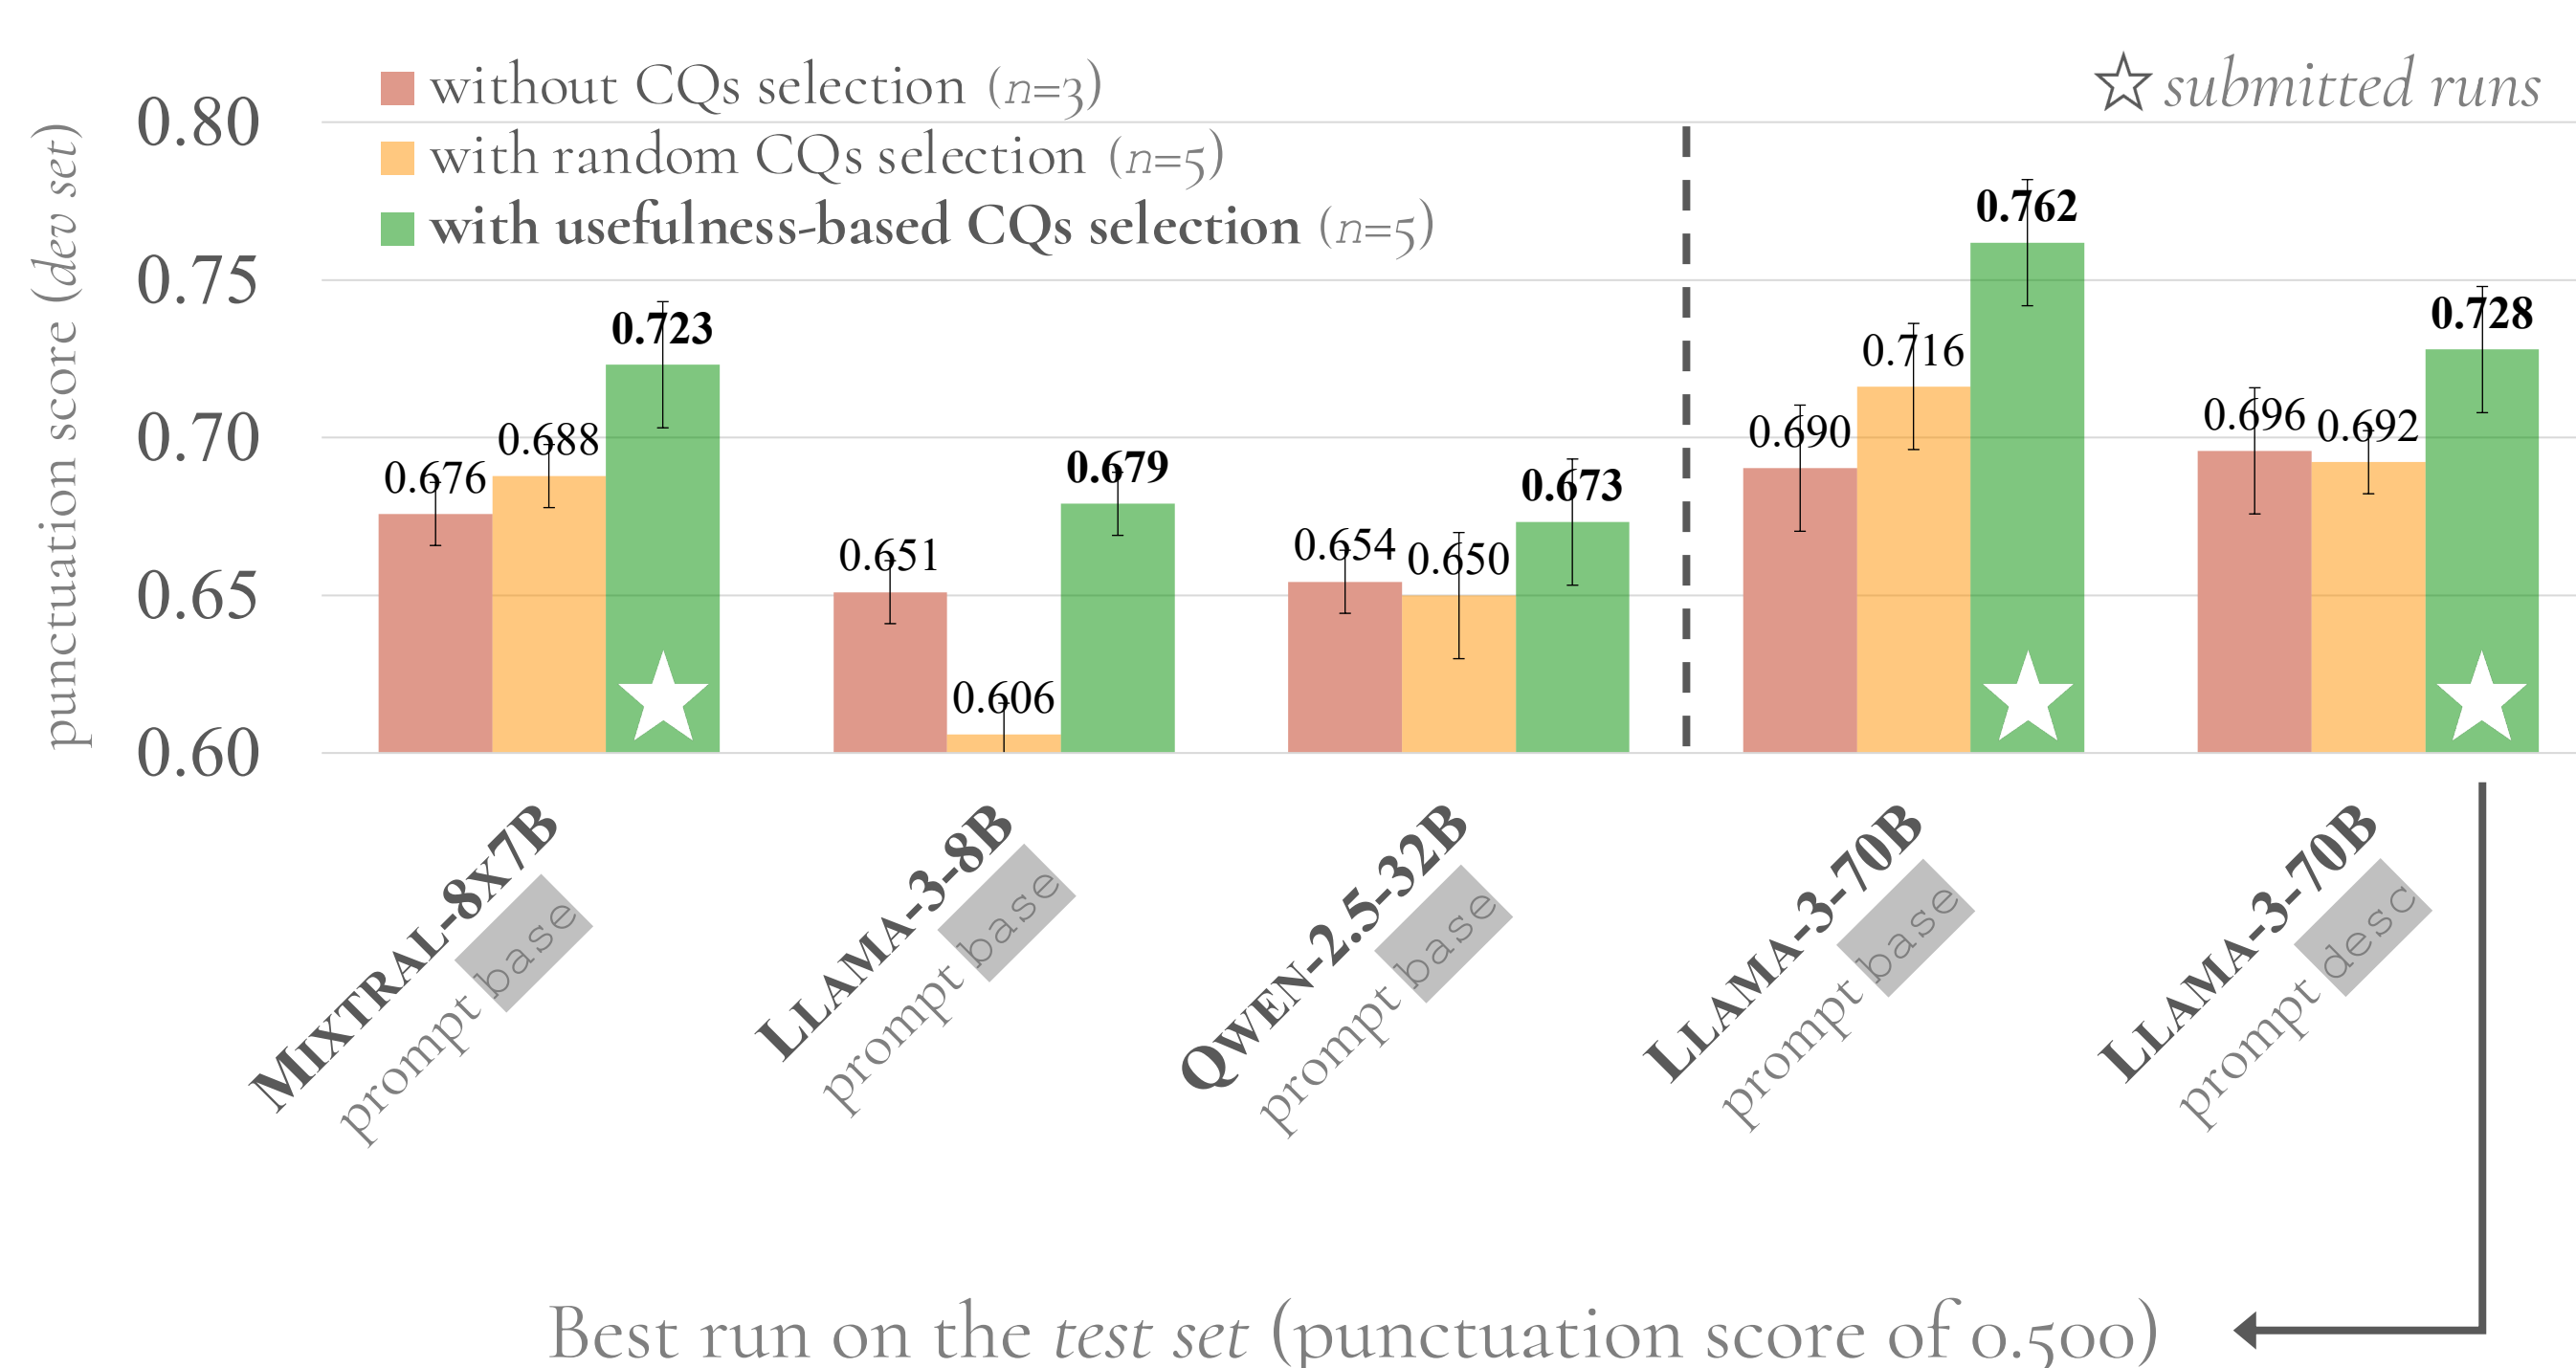 without CQs selection (n=3)
with random CQs selection (n=5)
with usefulness-based CQs selection (n=5)
submitted runs
punctuation score (dev set)
0.80
0.75
0.70
0.65
0.60
0.676
0.688
0.723
0.651
0.606
0.679
0.654
0.650
0.673
0.690
0.716
0.762
0.696
0.692
0.728
MIXTRAL-8X7B
prompt base
LLAMA-3-8B
prompt base
QWEN-2.5-32B
prompt base
LLAMA-3-70B
prompt base
LLAMA-3-70B
prompt desc
Best run on the test set (punctuation score of 0.500)